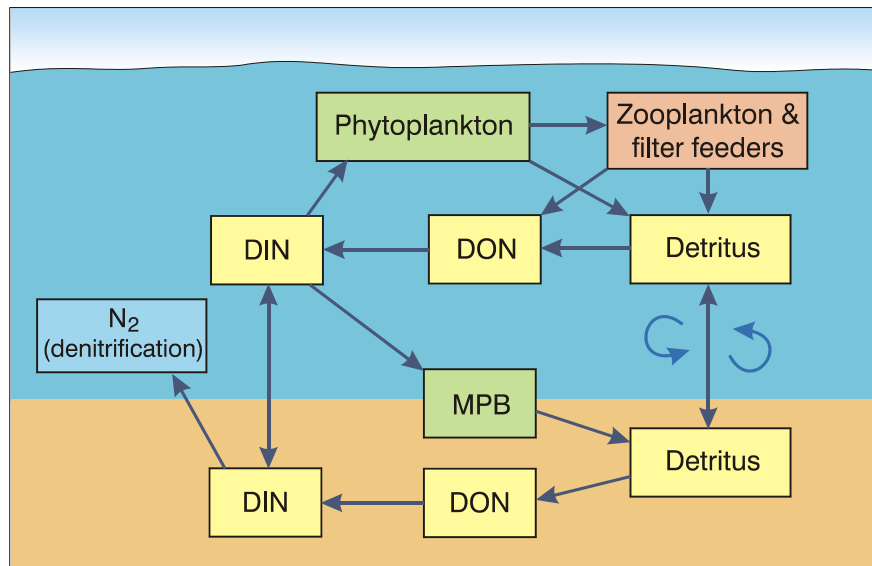 Phytoplankton
Zooplankton &
filter feeders
DIN
DON
Detritus
N₂
(denitrification)
MPB
Detritus
DIN
DON